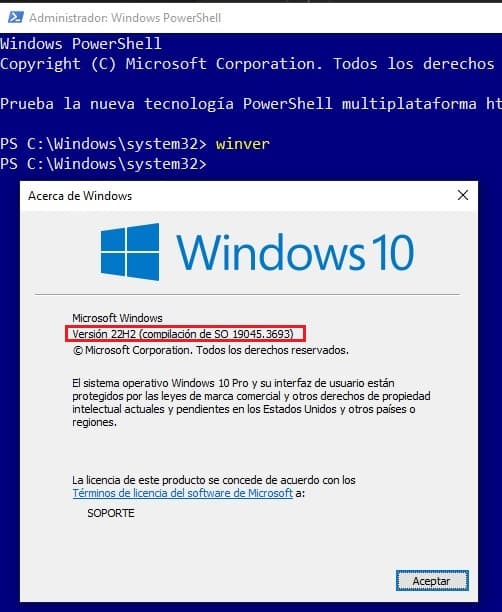 Administrador: Windows PowerShell
Windows PowerShell
Copyright (C) Microsoft Corporation. Todos los derechos
Prueba la nueva tecnología PowerShell multiplataforma ht
PS C:\Windows\system32> winver
PS C:\Windows\system32>
Acerca de Windows
Windows 10
Microsoft Windows
Versión 22H2 (compilación de SO 19045.3693)
© Microsoft Corporation. Todos los derechos reservados.
El sistema operativo Windows 10 Pro y su interfaz de usuario están
protegidos por las leyes de marca comercial y otros derechos de propiedad
intelectual actuales y pendientes en los Estados Unidos y otros países o
regiones.
La licencia de este producto se concede de acuerdo con los
Términos de licencia del software de Microsoft a:
SOPORTE
Aceptar